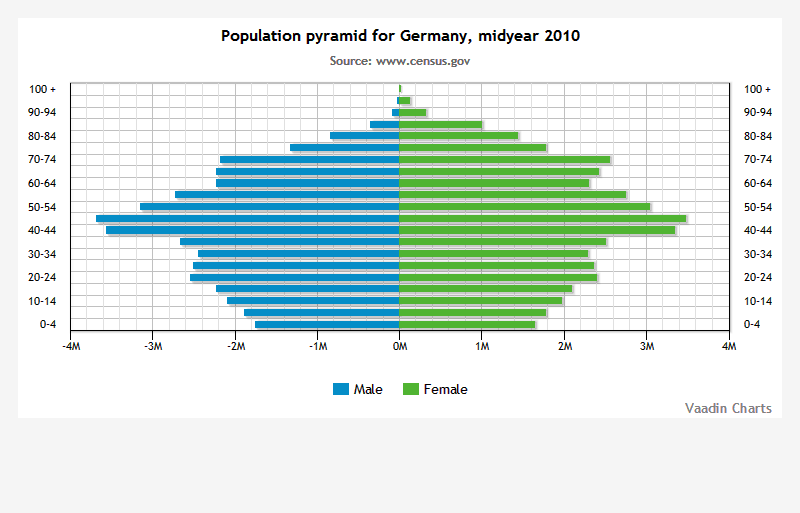 Population pyramid for Germany, midyear 2010
Source: www.census.gov
100 + 100 +
90-94 90-94
80-84 80-84
70-74 70-74
60-64 60-64
50-54 50-54
40-44 40-44
30-34 30-34
20-24 20-24
10-14 10-14
0-4 0-4
-4M -3M -2M -1M 0M 1M 2M 3M 4M
Male Female
Vaadin Charts